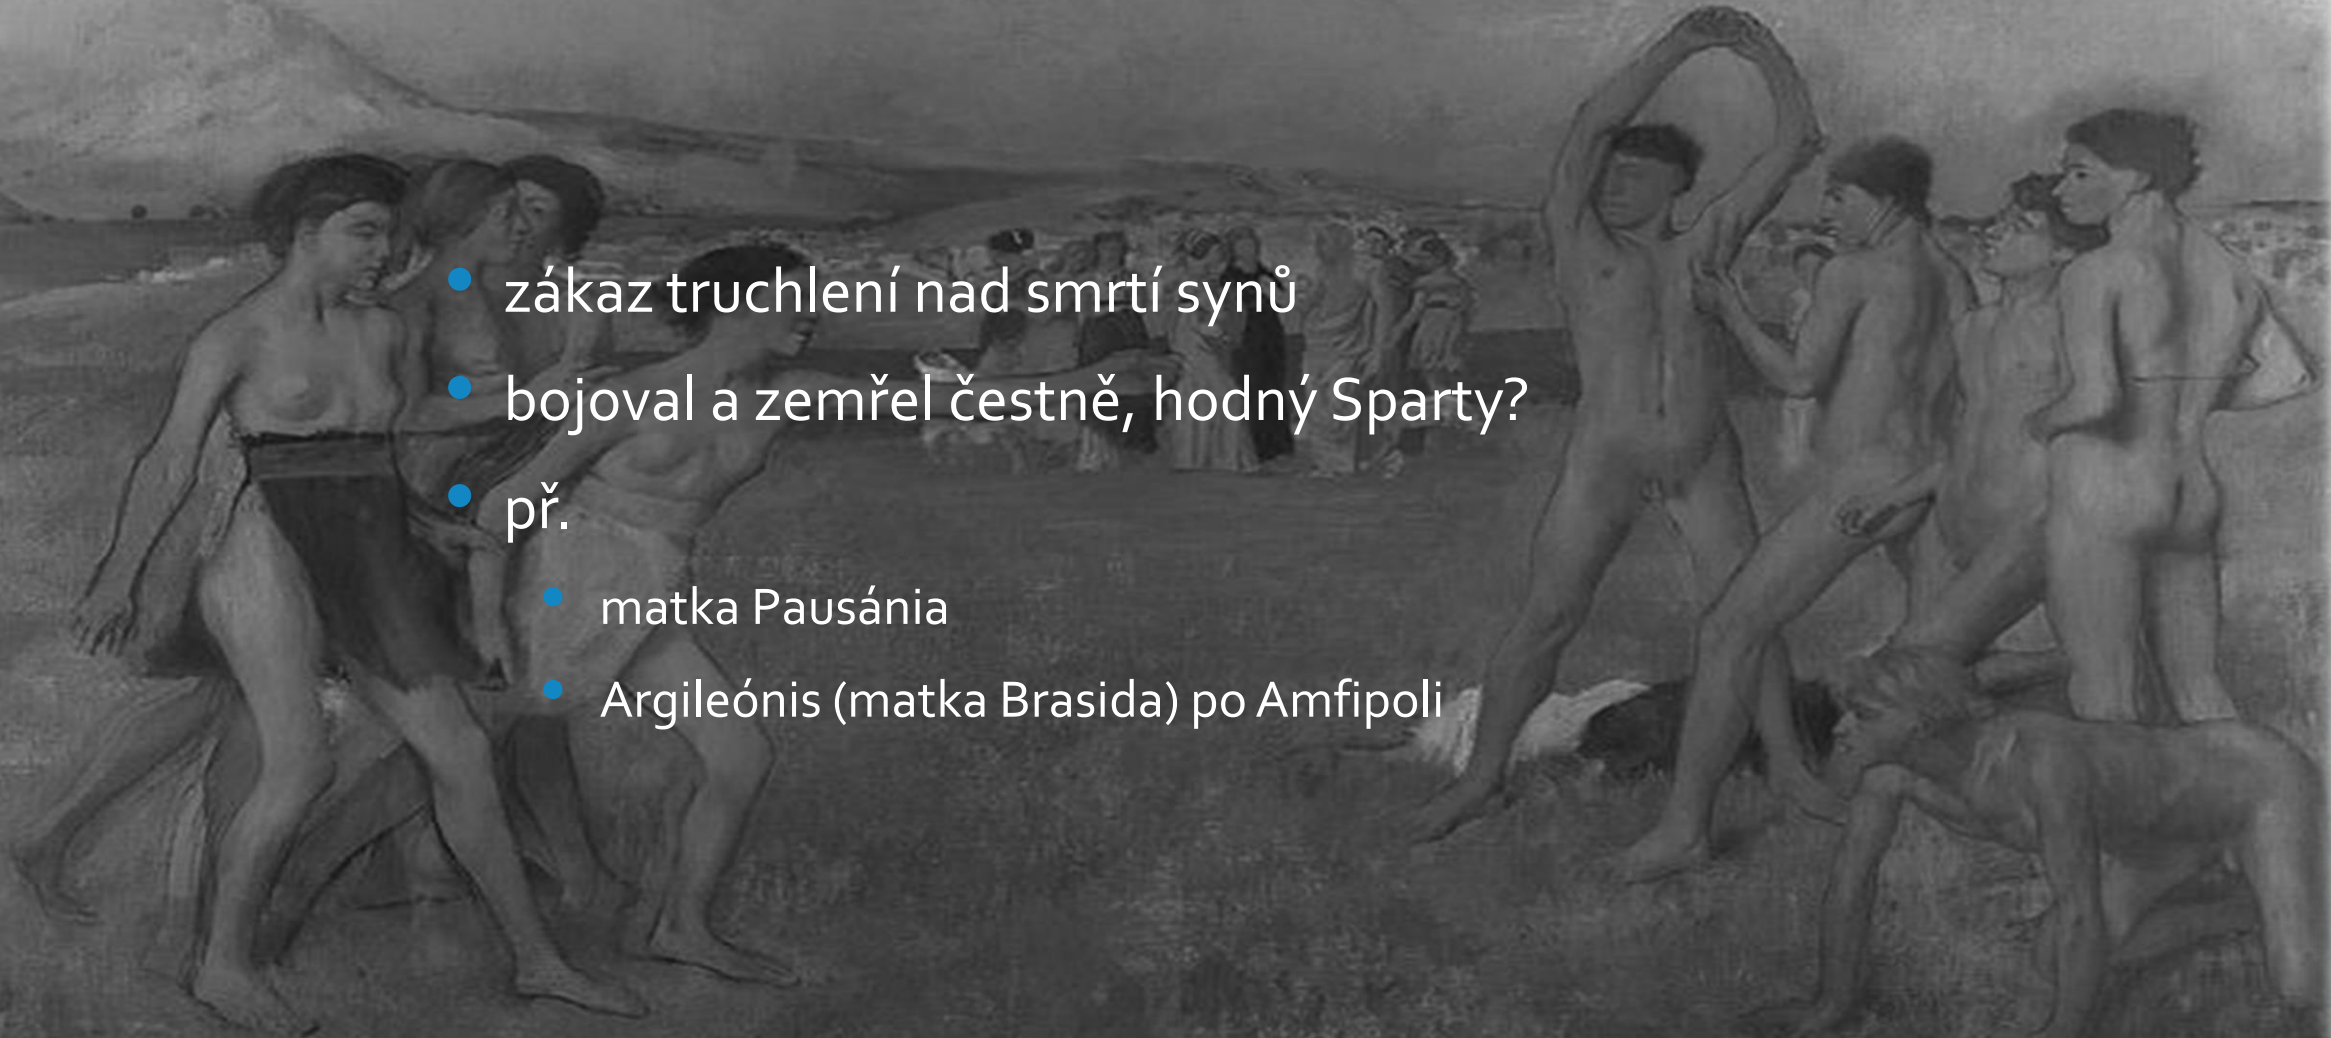 zákaz truchlení nad smrtí synů
bojoval a zemřel čestně, hodný Sparty?
př.
matka Pausánia
Argileónis (matka Brasida) po Amfipoli